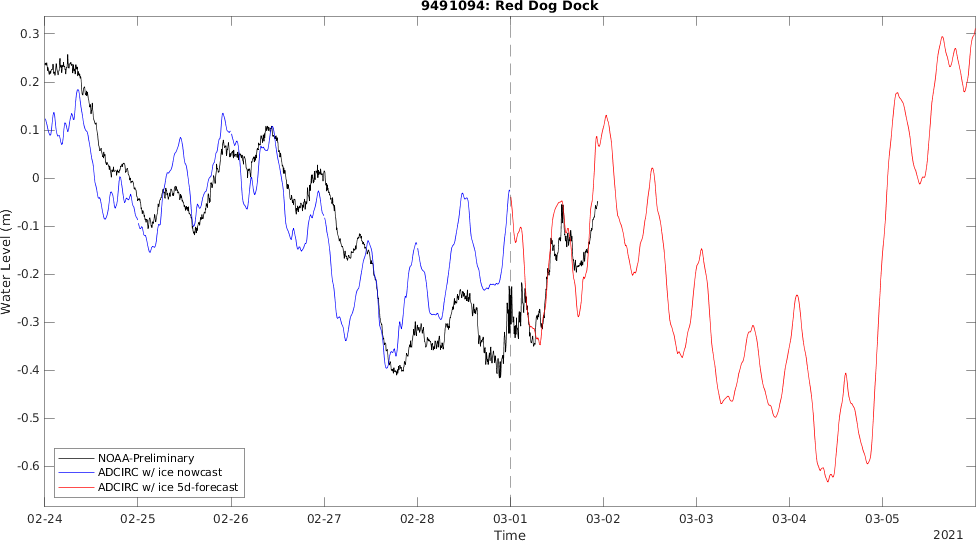 9491094: Red Dog Dock
0.3
0.2
0.1
0
-0.1
-0.2
-0.3
-0.4
-0.5
-0.6
Water Level (m)
NOAA-Preliminary
ADCIRC w/ ice nowcast
ADCIRC w/ ice 5d-forecast
02-24 02-25 02-26 02-27 02-28 03-01 03-02 03-03 03-04 03-05
Time
2021